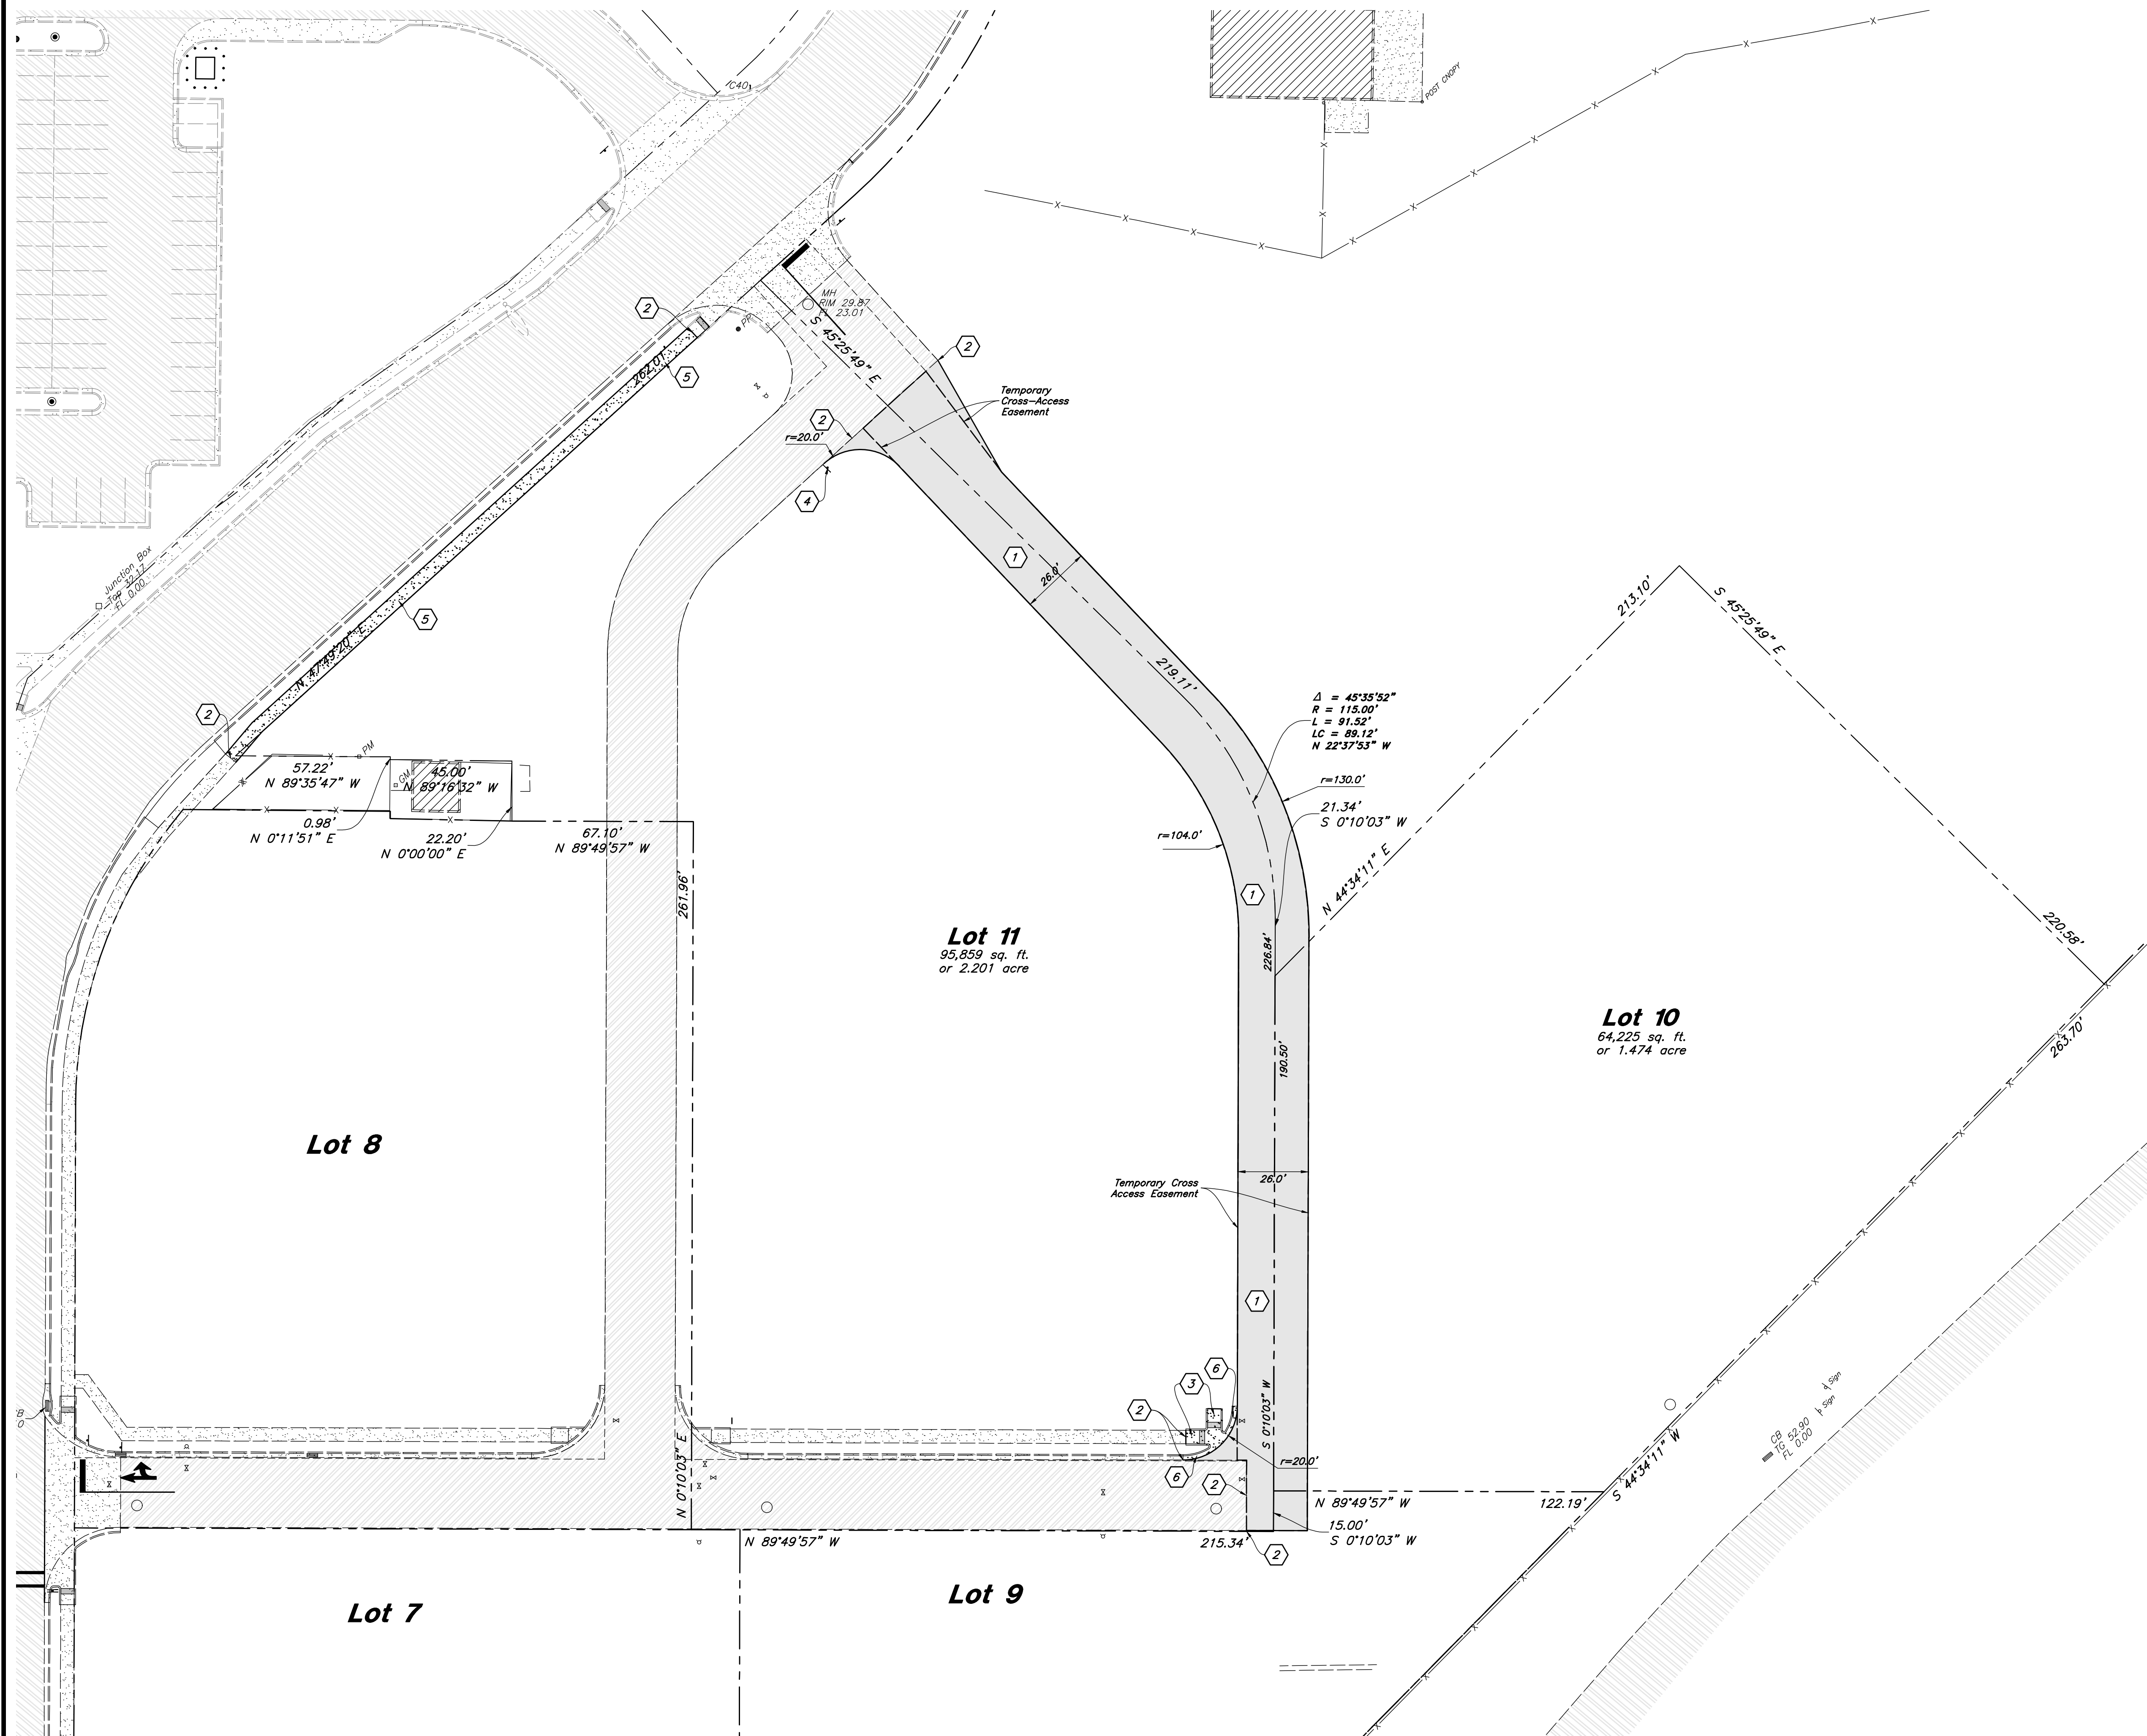 POST CNOPY
C40
MH
RIM 29.87
FL 23.01
PP
S 45°25'49" E
2
2
262.01'
5
Temporary
Cross-Access
Easement
2
r=20.0'
4
1
26.0'
Junction Box
Top 32.17
FL 0.00
5
N 47°49'20" E
213.10'
S 45°25'49" E
219.11'
Δ = 45°35'52"
R = 115.00'
L = 91.52'
LC = 89.12'
N 22°37'53" W
2
PM
57.22'
N 89°35'47" W
GM
45.00'
N 89°16'32" W
r=130.0'
21.34'
S 0°10'03" W
0.98'
N 0°11'51" E
22.20'
N 0°00'00" E
67.10'
N 89°49'57" W
r=104.0'
261.96'
1
N 44°34'11" E
220.58'
Lot 11
95,859 sq. ft.
or 2.201 acre
226.84'
Lot 10
64,225 sq. ft.
or 1.474 acre
263.70'
190.50'
Lot 8
Temporary Cross
Access Easement
26.0'
1
6
3
2
S 0°10'03" W
Sign
Sign
CB
TG 52.90
FL 0.00
N 0°10'03" E
6
2
r=20.0'
S 44°34'11" W
N 89°49'57" W
122.19'
15.00'
S 0°10'03" W
N 89°49'57" W
215.34'
2
Lot 7
Lot 9